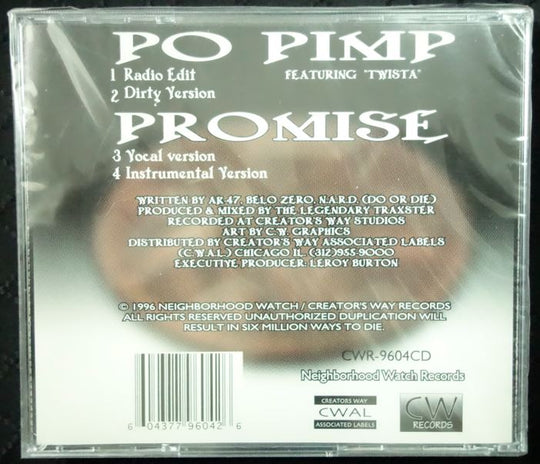 PO PIMP
1 Radio Edit FEATURING "TWISTA"
2 Dirty Version
PROMISE
3 Vocal version
4 Instrumental Version
WRITTEN BY AK-47, BELO ZERO, N.A.R.D. (DO OR DIE)
PRODUCED & MIXED BY THE LEGENDARY TRAXSTER
RECORDED AT CREATOR'S WAY STUDIOS
ART BY C.W. GRAPHICS
DISTRIBUTED BY CREATOR'S WAY ASSOCIATED LABELS
(C.W.A.L.) CHICAGO IL. (312)955-9000
EXECUTIVE PRODUCER: LEROY BURTON
© 1996 NEIGHBORHOOD WATCH / CREATOR'S WAY RECORDS
ALL RIGHTS RESERVED UNAUTHORIZED DUPLICATION WILL
RESULT IN SIX MILLION WAYS TO DIE.
CWR-9604CD
Neighborhood Watch Records
CREATORS WAY
CWAL
ASSOCIATED LABELS
CW
RECORDS
6 04377 96042 6